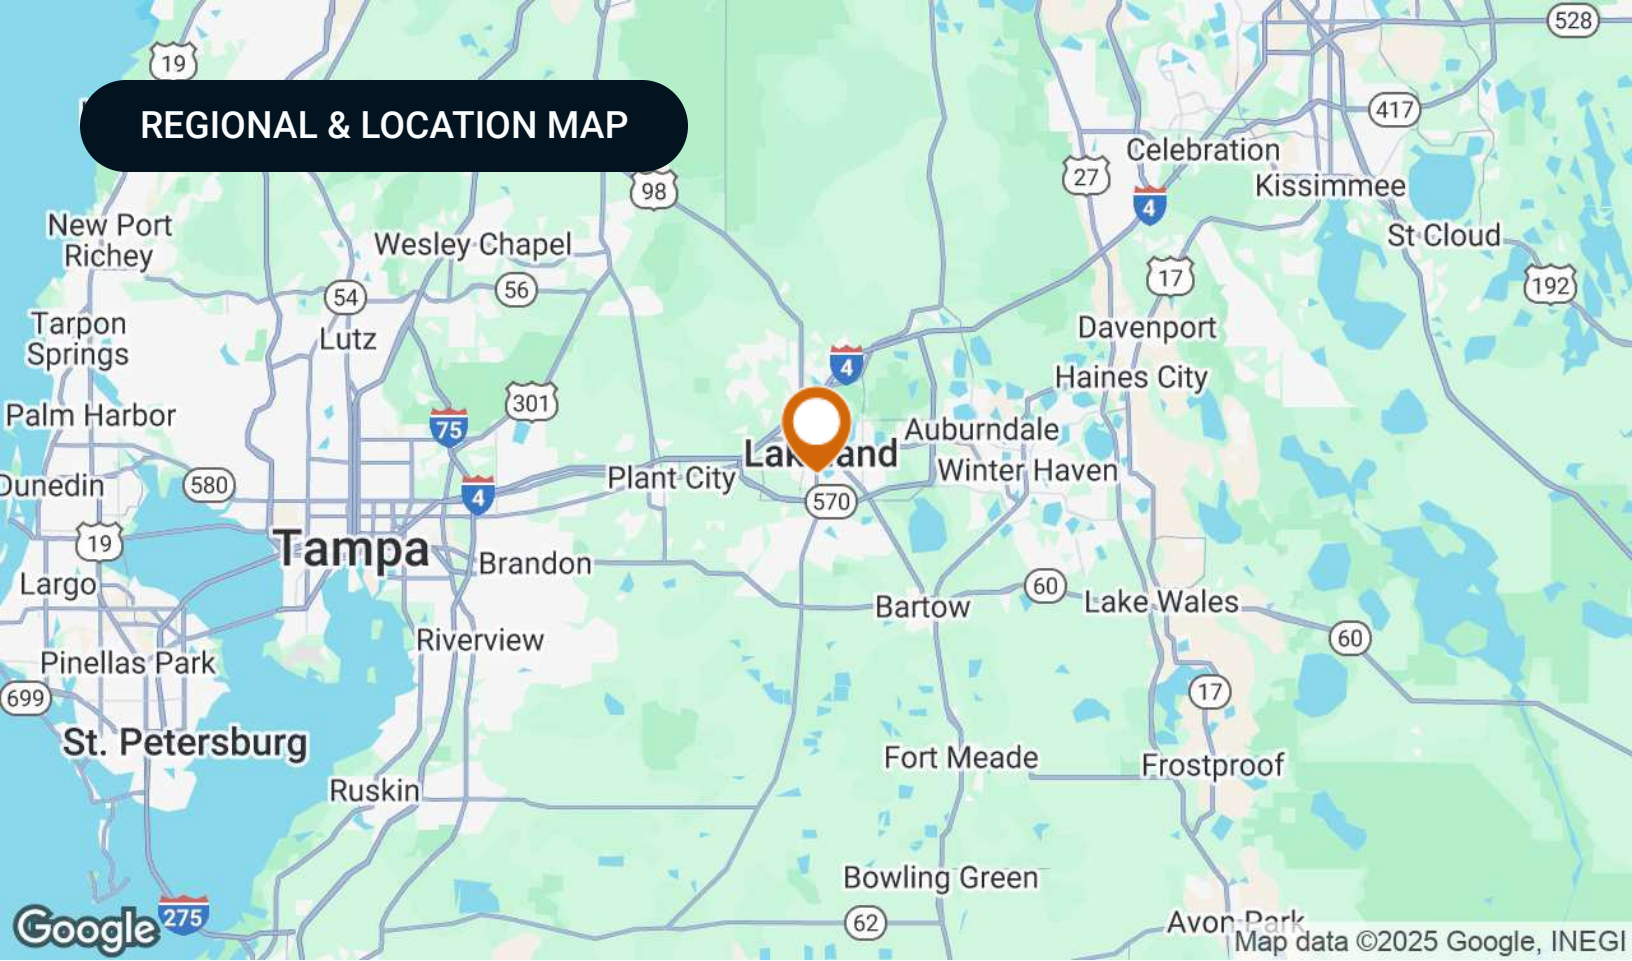 19
528
REGIONAL & LOCATION MAP
417
Celebration
27
98
Kissimmee
4
New Port
Richey
Wesley Chapel
St Cloud
17
192
54
56
Tarpon
Springs
Lutz
Davenport
4
Haines City
301
Palm Harbor
75
Auburndale
Lakeland
Winter Haven
Plant City
Dunedin
580
4
570
19
Tampa
Brandon
Largo
60
Lake Wales
Bartow
60
Riverview
Pinellas Park
699
17
St. Petersburg
Fort Meade
Frostproof
Ruskin
Bowling Green
275
62
Avon Park
Google
Map data ©2025 Google, INEGI